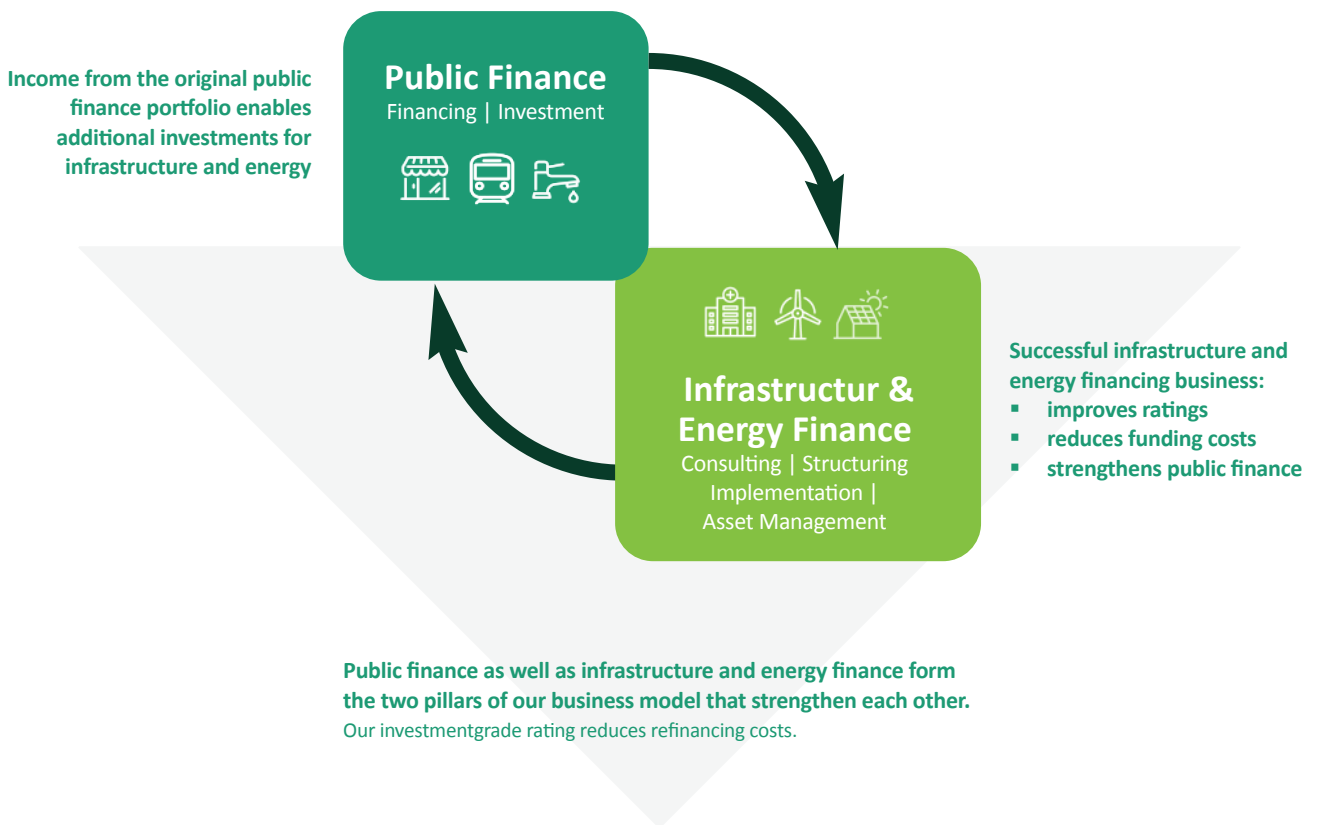 Income from the original public
finance portfolio enables
additional investments for
infrastructure and energy
Public Finance
Financing | Investment
Infrastructur &
Energy Finance
Consulting | Structuring
Implementation |
Asset Management
Successful infrastructure and
energy financing business:
▪ improves ratings
▪ reduces funding costs
▪ strengthens public finance
Public finance as well as infrastructure and energy finance form
the two pillars of our business model that strengthen each other.
Our investmentgrade rating reduces refinancing costs.